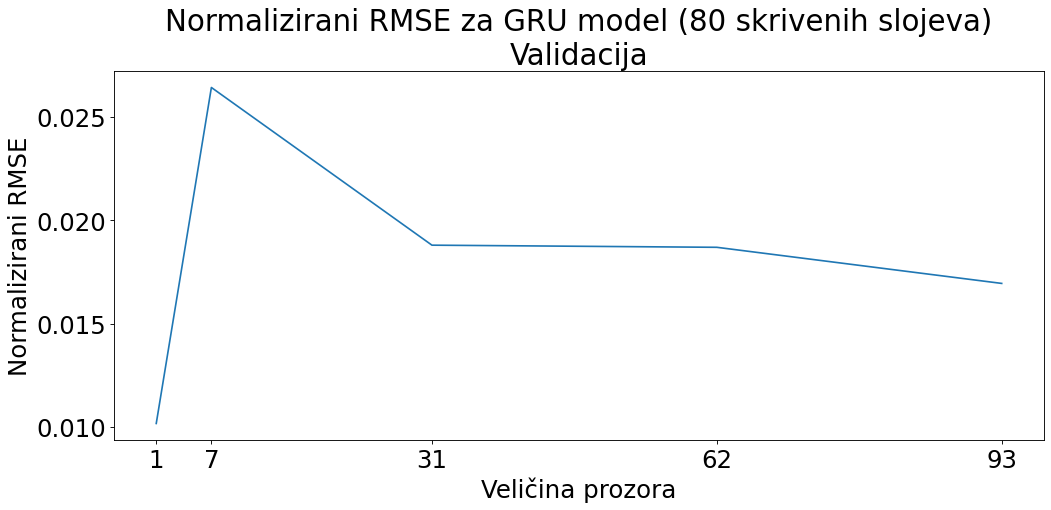 Normalizirani RMSE za GRU model (80 skrivenih slojeva)
Validacija
Normalizirani RMSE
0.025
0.020
0.015
0.010
1 7 31 62 93
Veličina prozora